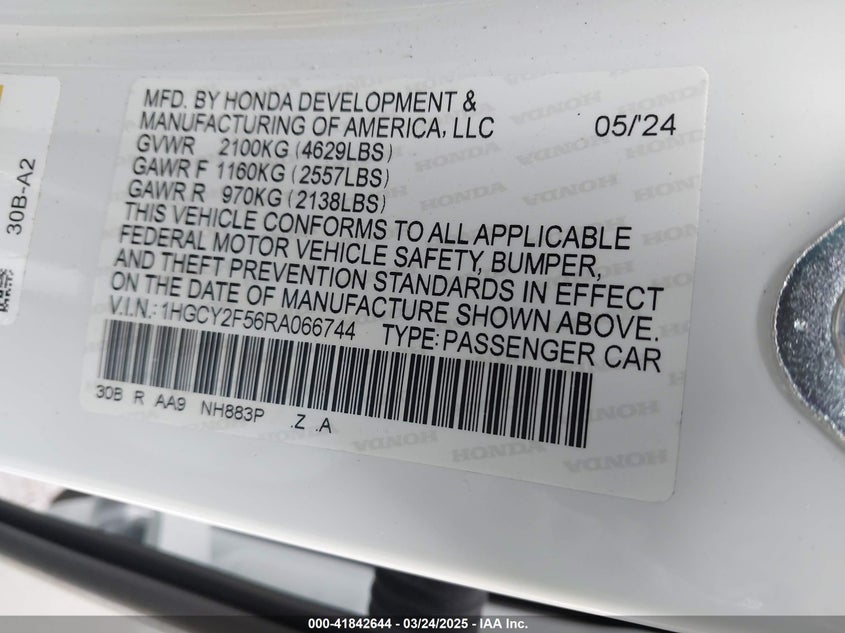 30B-A2
MFD. BY HONDA DEVELOPMENT &
MANUFACTURING OF AMERICA, LLC 05/'24
GVWR 2100KG (4629LBS)
GAWR F 1160KG (2557LBS)
GAWR R 970KG (2138LBS)
THIS VEHICLE CONFORMS TO ALL APPLICABLE
FEDERAL MOTOR VEHICLE SAFETY, BUMPER,
AND THEFT PREVENTION STANDARDS IN EFFECT
ON THE DATE OF MANUFACTURE SHOWN ABOVE.
V.I.N.: 1HGCY2F56RA066744 TYPE: PASSENGER CAR
30B R AA9 NH883P .Z .A
HONDA HONDA HONDA
000-41842644 / 03/24/2025 / IAA Inc.